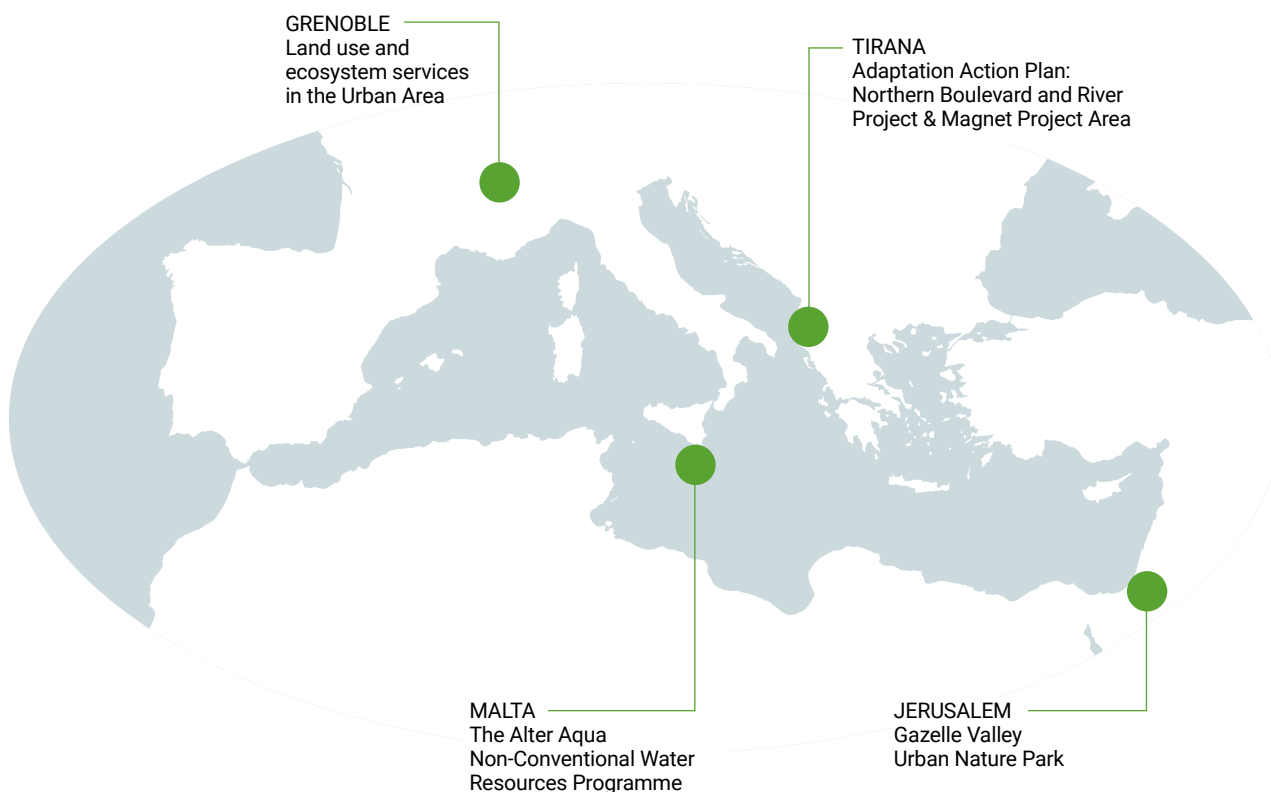 GRENOBLE
Land use and
ecosystem services
in the Urban Area
TIRANA
Adaptation Action Plan:
Northern Boulevard and River
Project & Magnet Project Area
MALTA
The Alter Aqua
Non-Conventional Water
Resources Programme
JERUSALEM
Gazelle Valley
Urban Nature Park